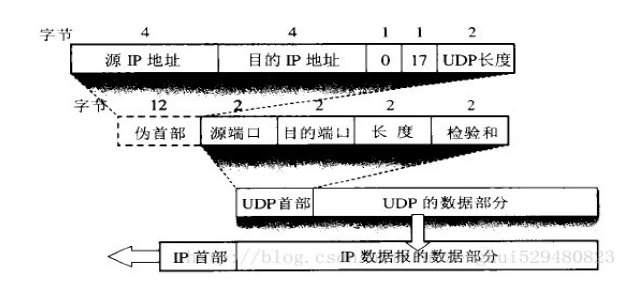 字节 4 4 1 1 2
源 IP 地址 目的 IP 地址 0 17 UDP长度
字节 12 2 2 2 2
伪首部 源端口 目的端口 长 度 检验和
UDP首部 UDP 的数据部分
IP 首部 IP 数据报的数据部分